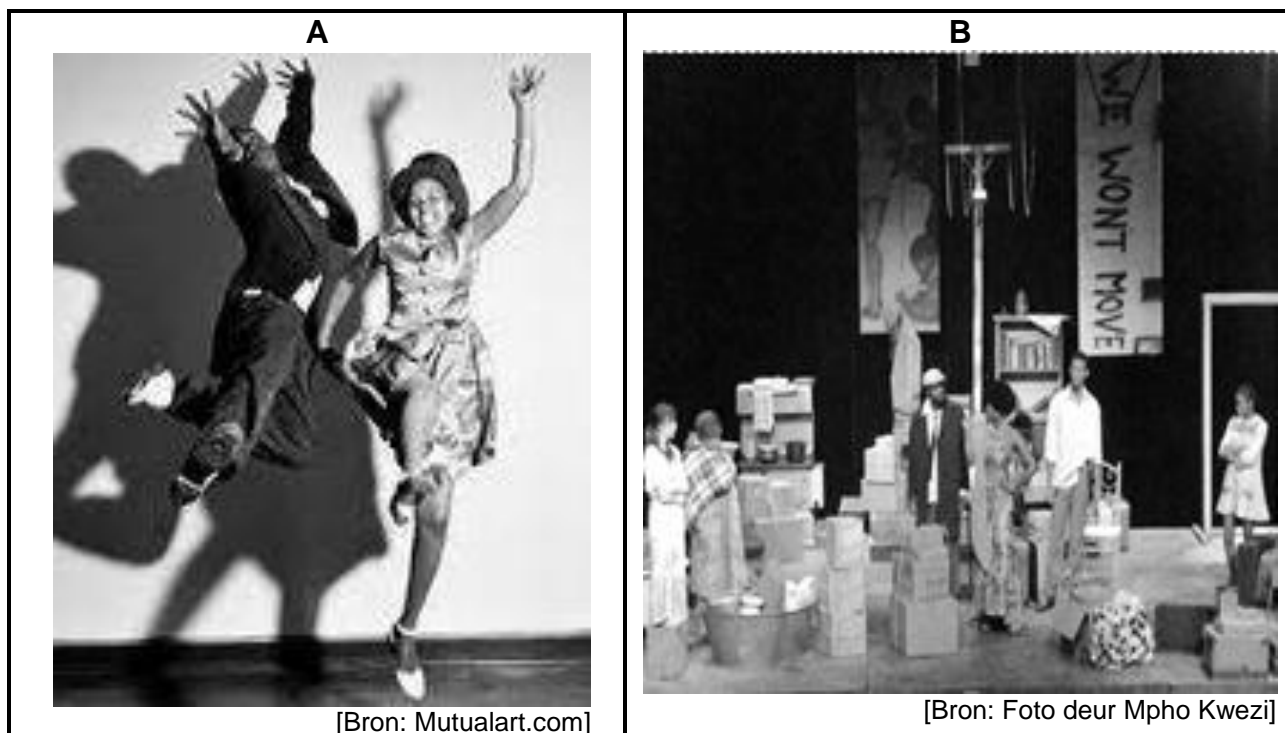 A
B
WE WONT MOVE
[Bron: Mutualart.com]
[Bron: Foto deur Mpho Kwezi]